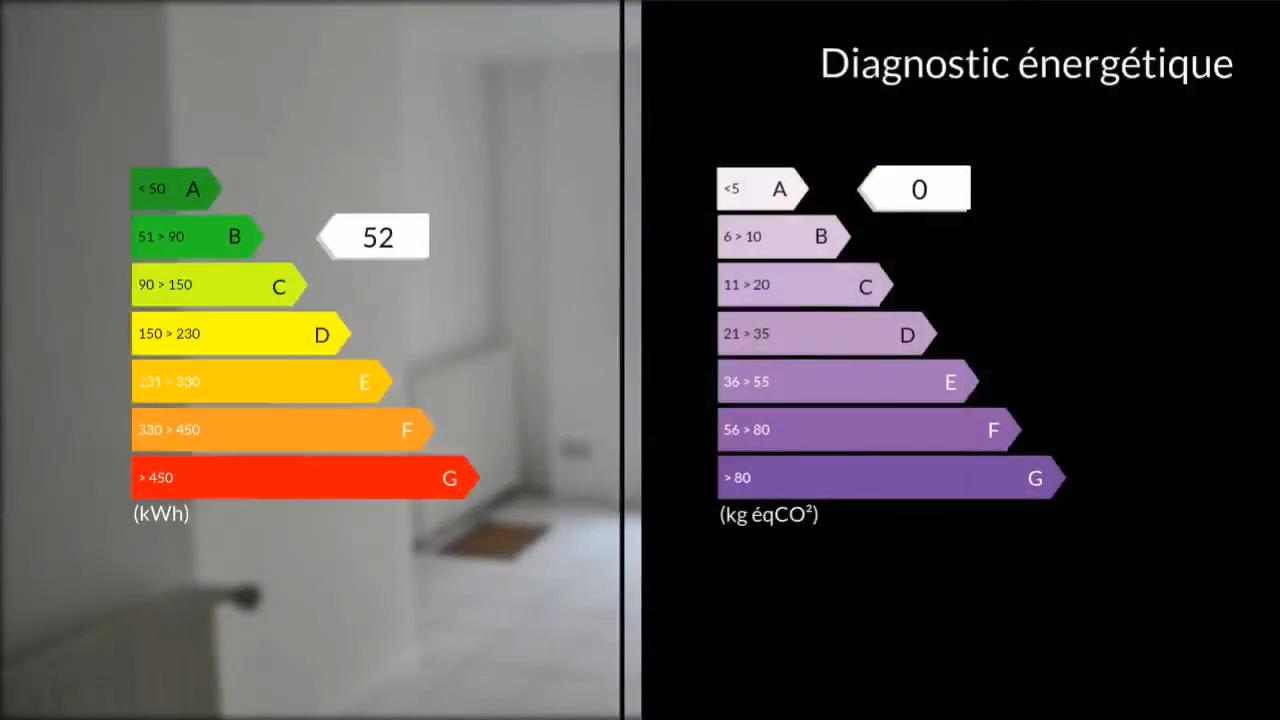 Diagnostic énergétique
< 50 A
51 > 90 B
52
90 > 150 C
150 > 230 D
231 > 330 E
330 > 450 F
> 450 G
(kWh)
<5 A
0
6 > 10 B
11 > 20 C
21 > 35 D
36 > 55 E
56 > 80 F
> 80 G
(kg éqCO²)